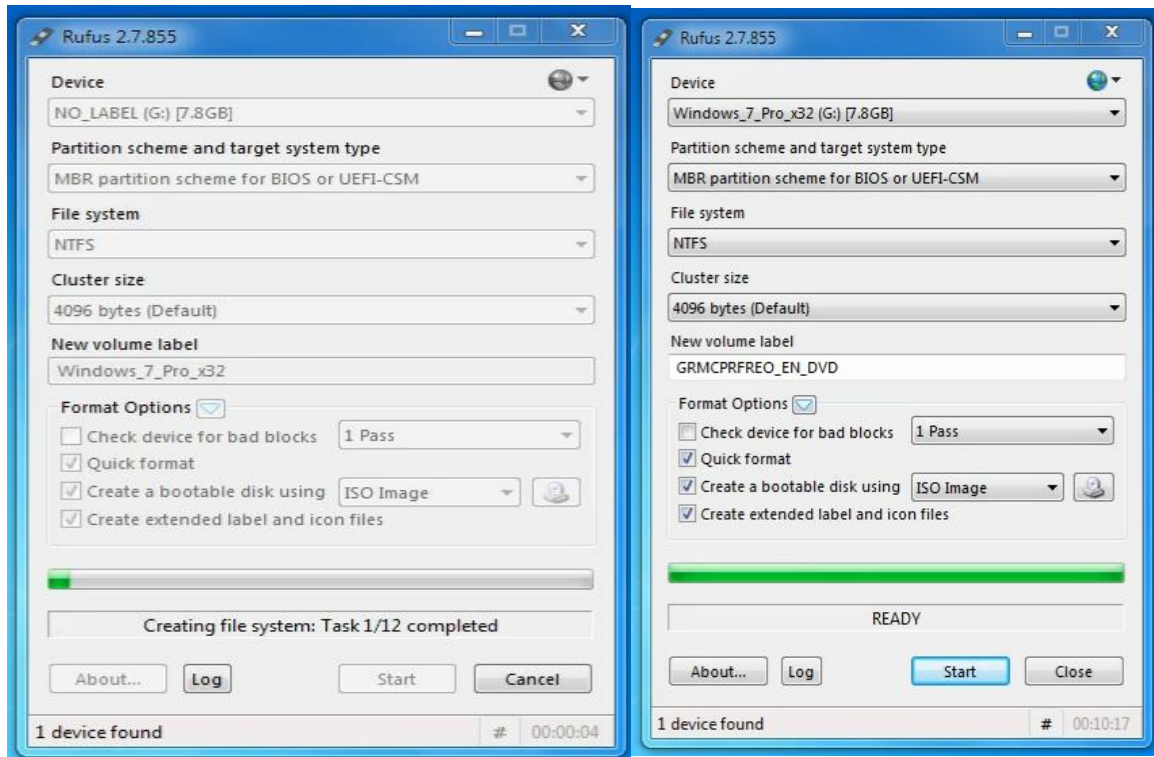 Rufus 2.7.855
Device
NO_LABEL (G:) [7.8GB]
Partition scheme and target system type
MBR partition scheme for BIOS or UEFI-CSM
File system
NTFS
Cluster size
4096 bytes (Default)
New volume label
Windows_7_Pro_x32
Format Options
Check device for bad blocks 1 Pass
Quick format
Create a bootable disk using ISO Image
Create extended label and icon files
Creating file system: Task 1/12 completed
About... Log Start Cancel
1 device found # 00:00:04
Rufus 2.7.855
Device
Windows_7_Pro_x32 (G:) [7.8GB]
Partition scheme and target system type
MBR partition scheme for BIOS or UEFI-CSM
File system
NTFS
Cluster size
4096 bytes (Default)
New volume label
GRMCPRFREO_EN_DVD
Format Options
Check device for bad blocks 1 Pass
Quick format
Create a bootable disk using ISO Image
Create extended label and icon files
READY
About... Log Start Close
1 device found # 00:10:17